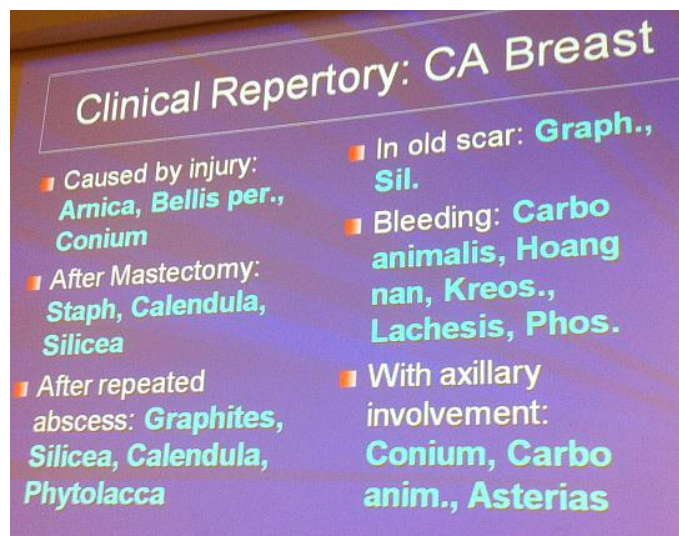 Clinical Repertory: CA Breast
Caused by injury:
Arnica, Bellis per.,
Conium
After Mastectomy:
Staph, Calendula,
Silicea
After repeated
abscess: Graphites,
Silicea, Calendula,
Phytolacca
In old scar: Graph.,
Sil.
Bleeding: Carbo
animalis, Hoang
nan, Kreos.,
Lachesis, Phos.
With axillary
involvement:
Conium, Carbo
anim., Asterias